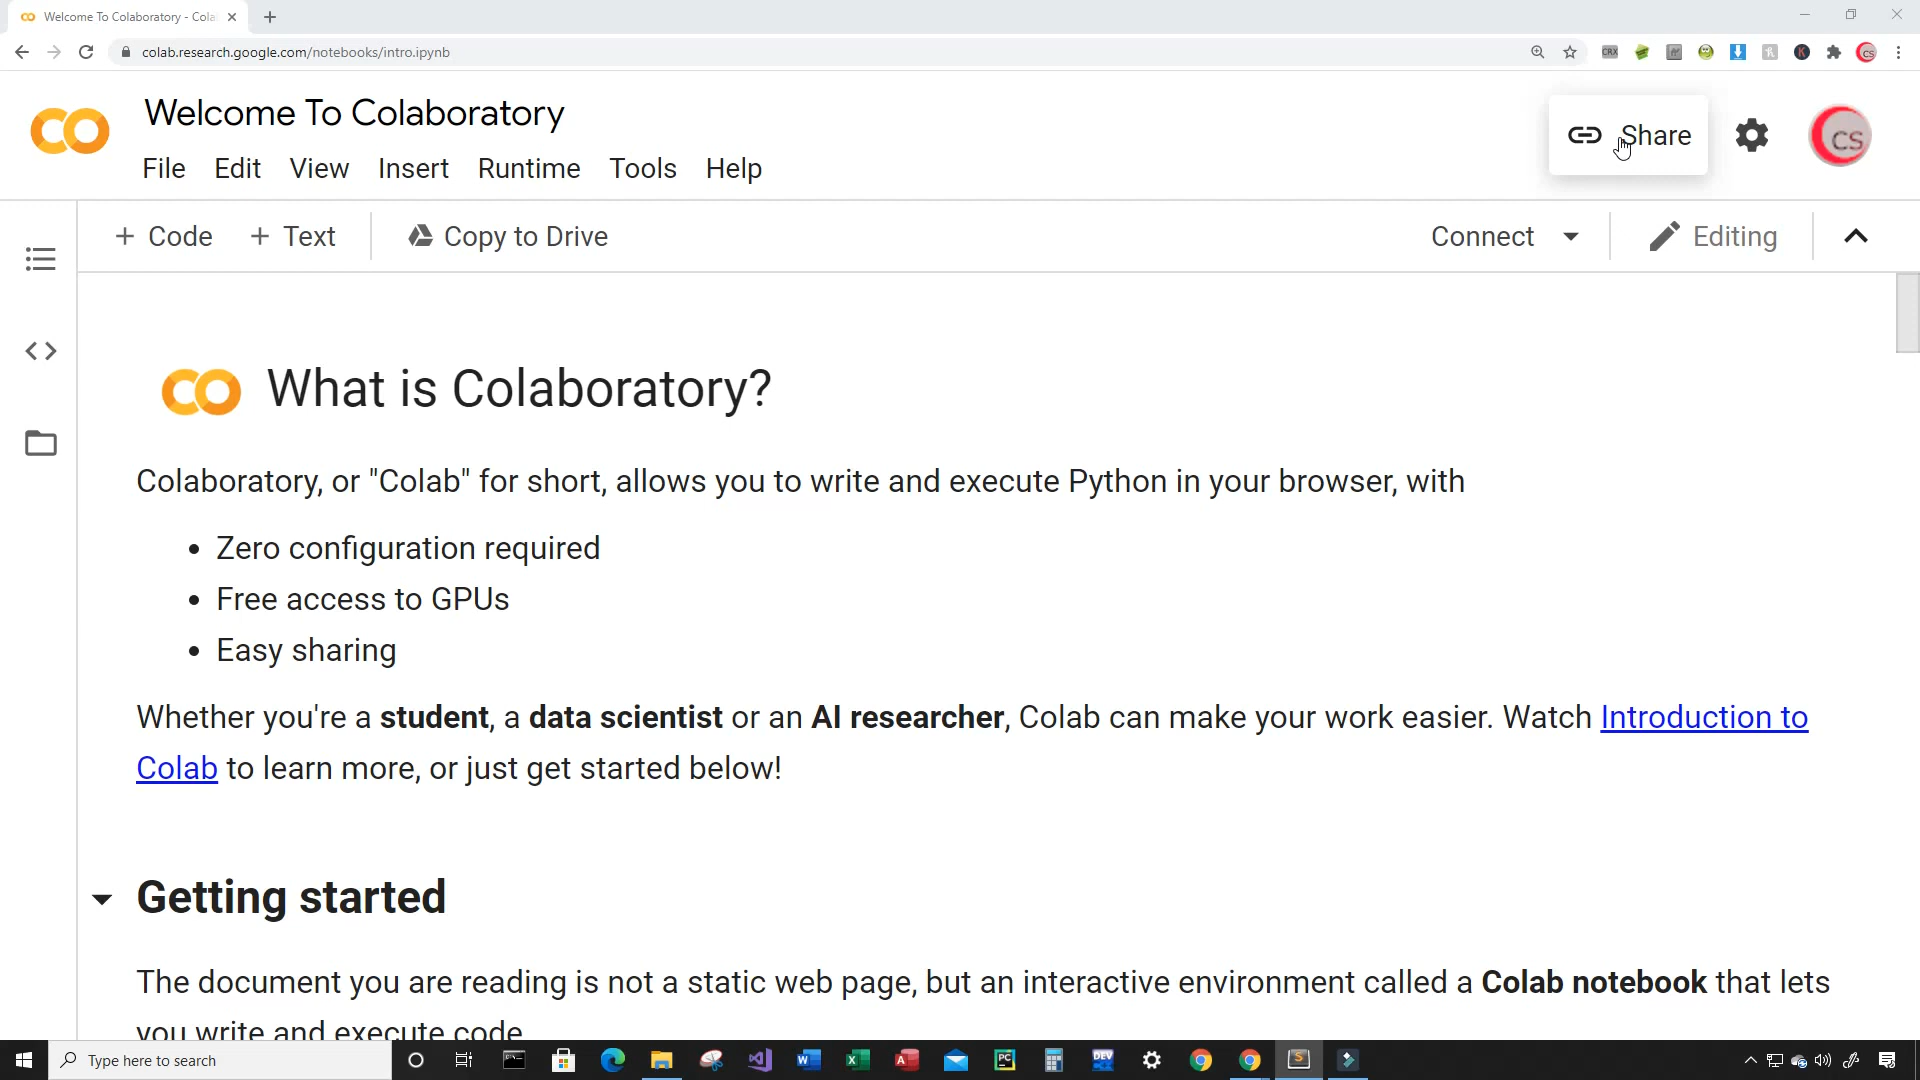 Welcome To Colaboratory - Cola
colab.research.google.com/notebooks/intro.ipynb
CRX
CS
Welcome To Colaboratory
Share
CS
File Edit View Insert Runtime Tools Help
+ Code + Text Copy to Drive Connect Editing
What is Colaboratory?
Colaboratory, or "Colab" for short, allows you to write and execute Python in your browser, with
• Zero configuration required
• Free access to GPUs
• Easy sharing
Whether you're a student, a data scientist or an AI researcher, Colab can make your work easier. Watch Introduction to
Colab to learn more, or just get started below!
Getting started
The document you are reading is not a static web page, but an interactive environment called a Colab notebook that lets
you write and execute code.
Type here to search
PC
DEV